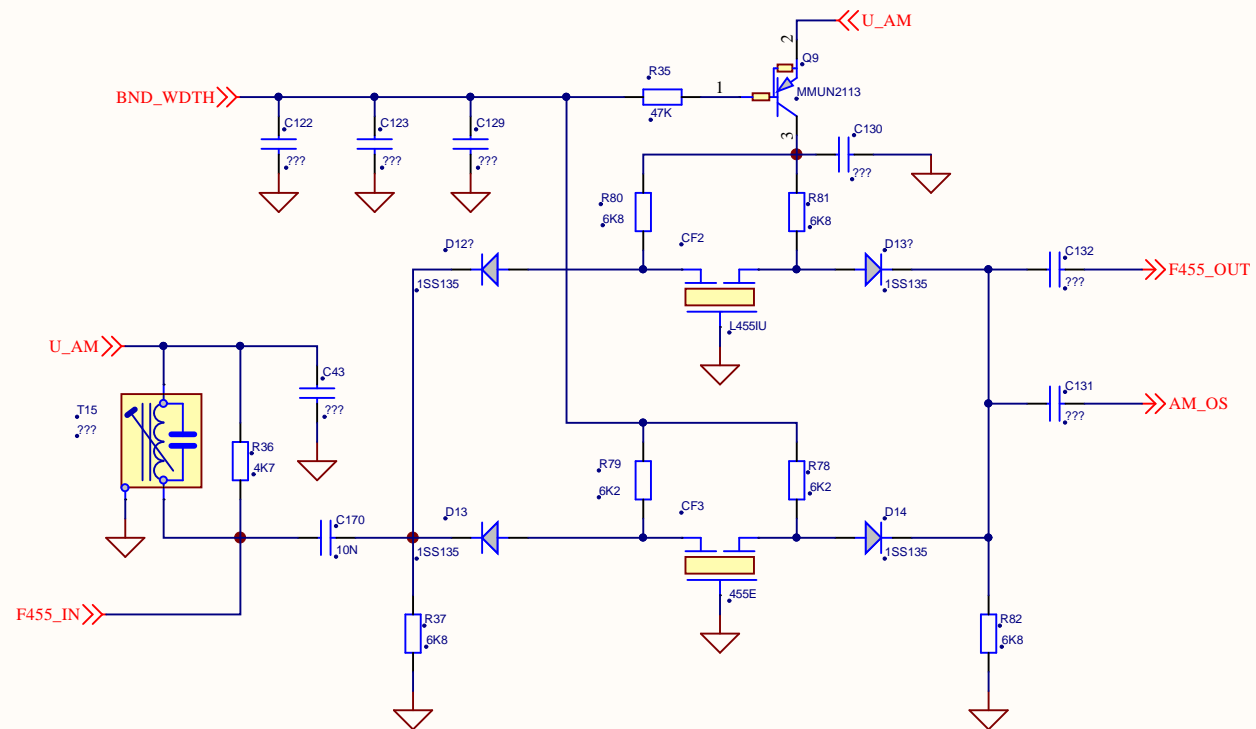 U_AM
2
Q9
R35
1
BND_WDTH
MMUN2113
47K
C122
C123
C129
3
C130
???
???
???
???
R80
R81
6K8
6K8
CF2
D12?
D13?
C132
F455_OUT
1SS135
1SS135
???
L455IU
U_AM
C43
C131
???
AM_OS
T15
???
???
R36
R79
R78
4K7
6K2
6K2
CF3
C170
D13
D14
10N
1SS135
1SS135
455E
F455_IN
R37
R82
6K8
6K8